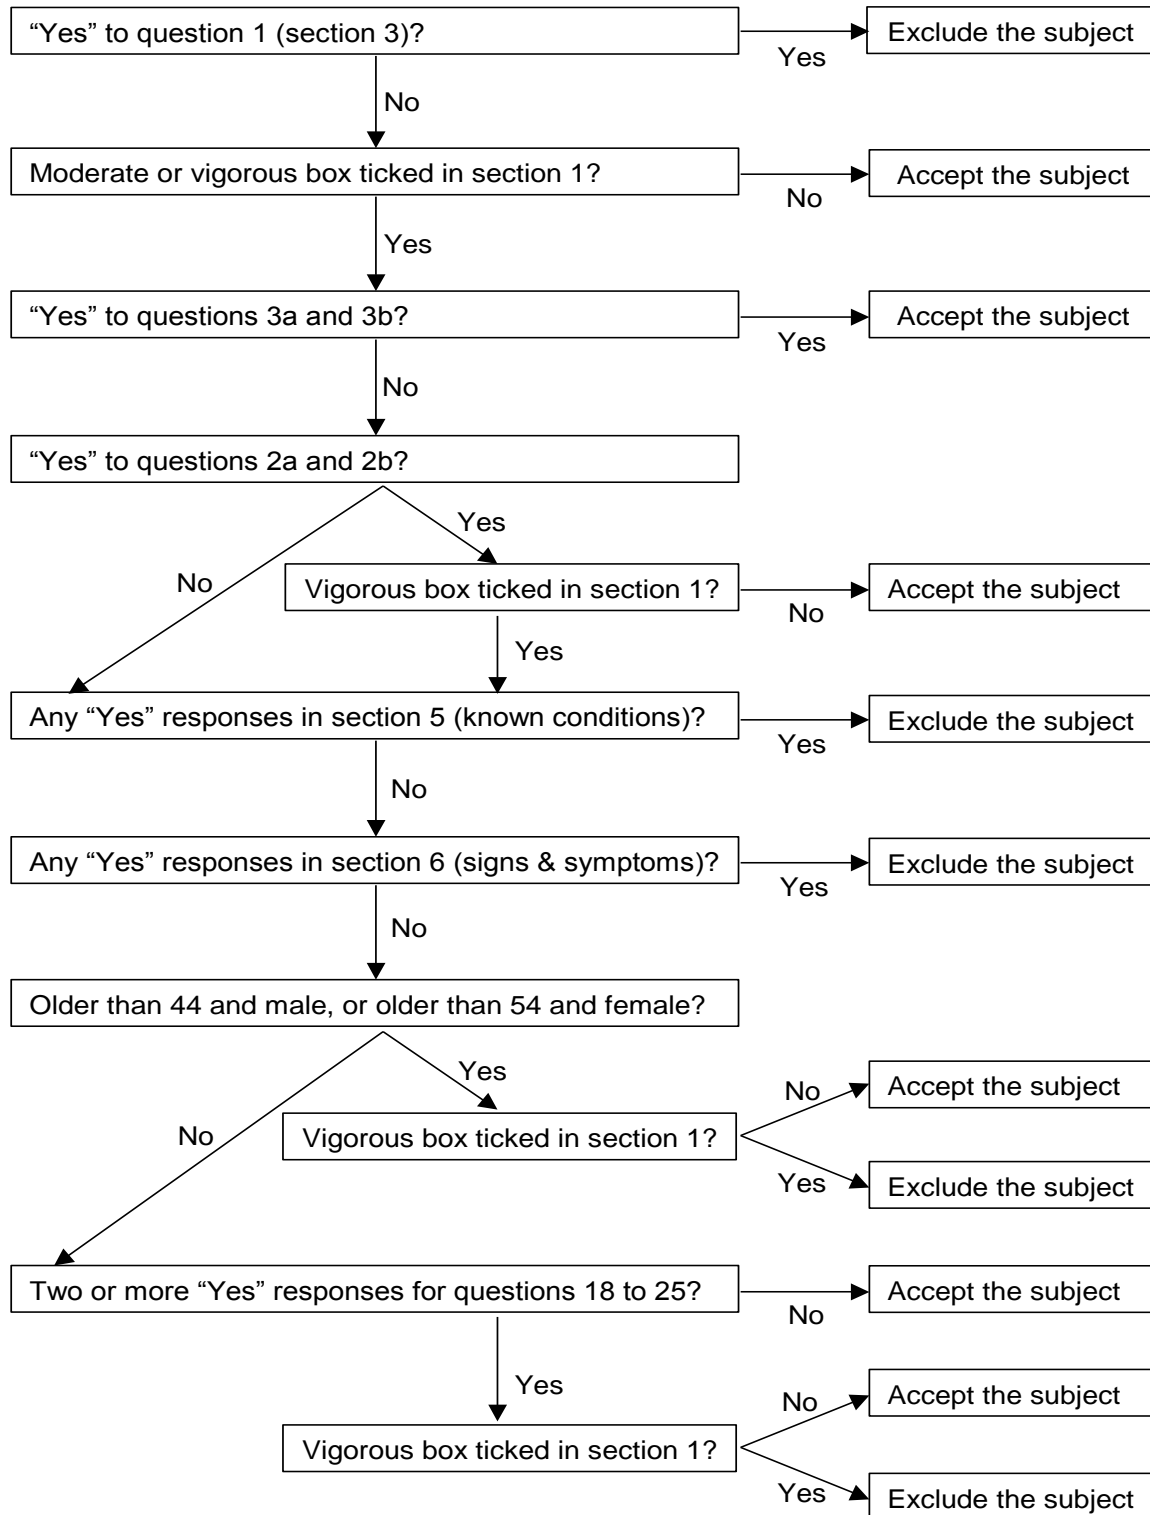 “Yes” to question 1 (section 3)?
Exclude the subject
Yes
No
Moderate or vigorous box ticked in section 1?
Accept the subject
No
Yes
“Yes” to questions 3a and 3b?
Accept the subject
Yes
No
“Yes” to questions 2a and 2b?
Yes
No
Vigorous box ticked in section 1?
Accept the subject
No
Yes
Any “Yes” responses in section 5 (known conditions)?
Exclude the subject
Yes
No
Any “Yes” responses in section 6 (signs & symptoms)?
Exclude the subject
Yes
No
Older than 44 and male, or older than 54 and female?
Yes
No
Accept the subject
No
Vigorous box ticked in section 1?
Yes
Exclude the subject
Two or more “Yes” responses for questions 18 to 25?
Accept the subject
No
Yes
Accept the subject
No
Vigorous box ticked in section 1?
Yes
Exclude the subject